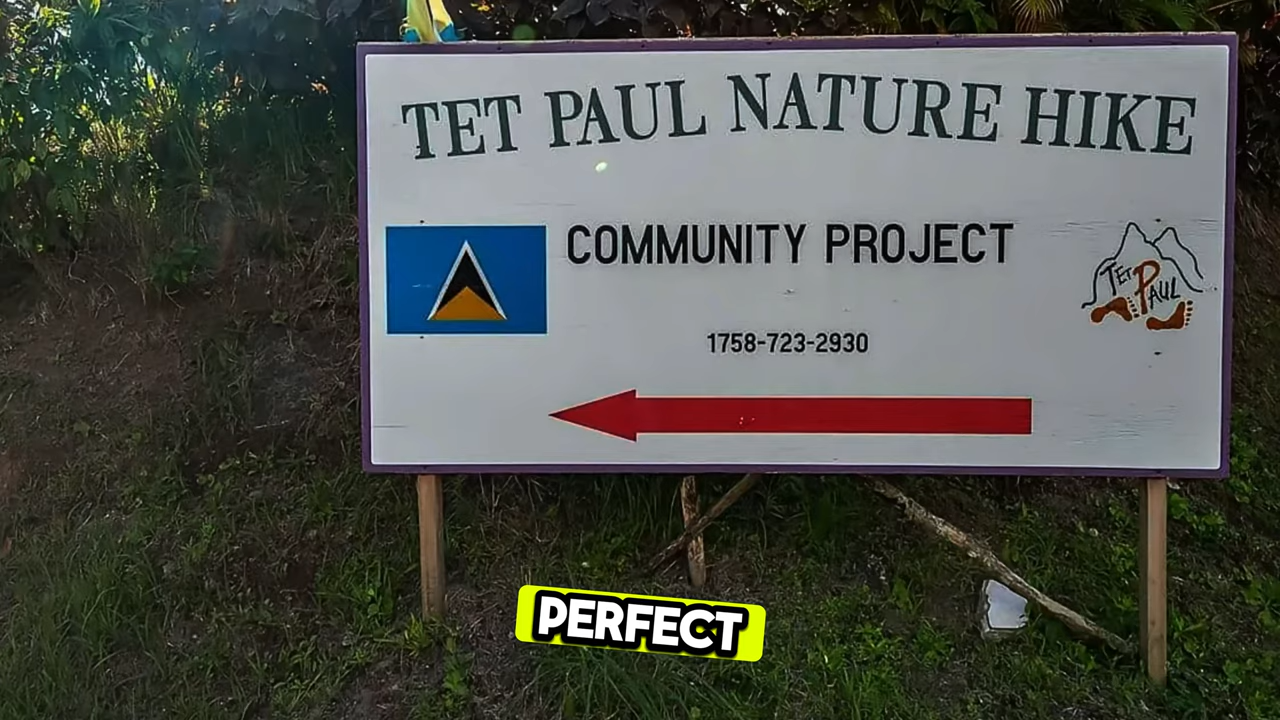 TET PAUL NATURE HIKE
COMMUNITY PROJECT
TET PAUL
1758-723-2930
PERFECT